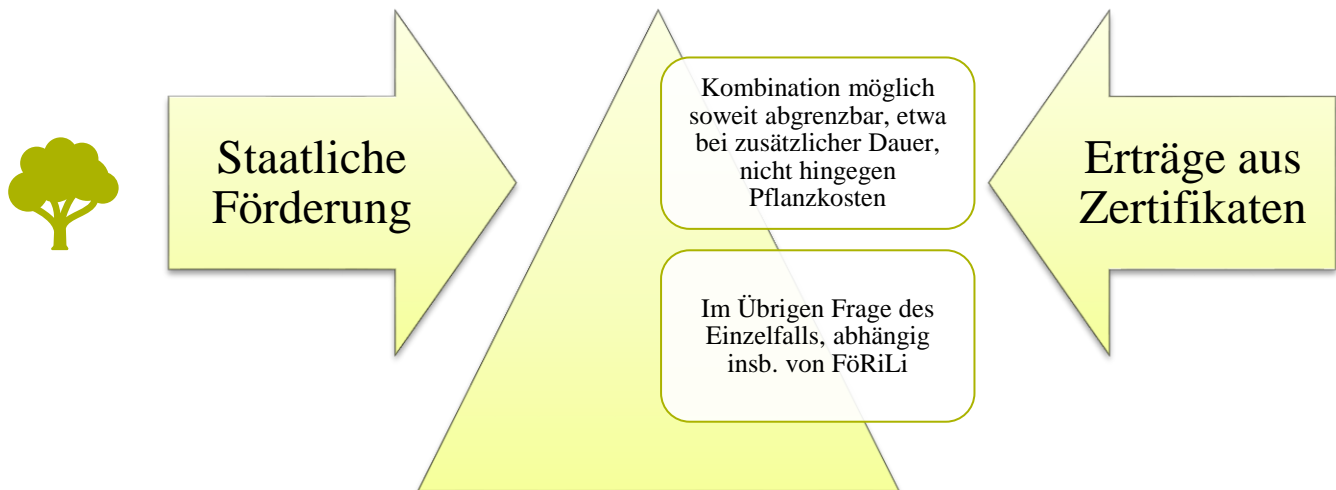 Staatliche
Förderung
Kombination möglich
soweit abgrenzbar, etwa
bei zusätzlicher Dauer,
nicht hingegen
Pflanzkosten
Im Übrigen Frage des
Einzelfalls, abhängig
insb. von FöRiLi
Erträge aus
Zertifikaten